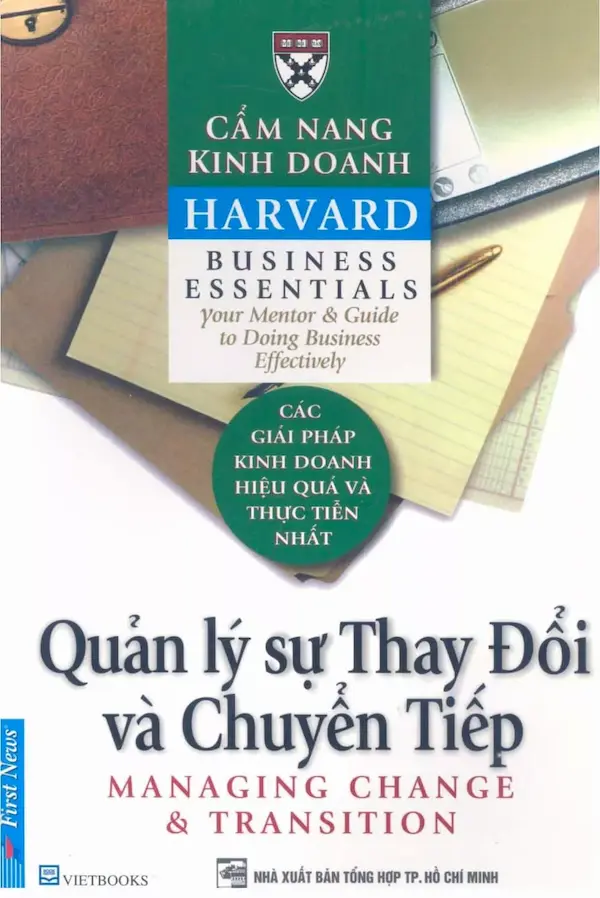 CẨM NANG
KINH DOANH
HARVARD
BUSINESS
ESSENTIALS
your Mentor & Guide
to Doing Business
Effectively
CÁC
GIẢI PHÁP
KINH DOANH
HIỆU QUẢ VÀ
THỰC TIỄN
NHẤT
Quản lý sự Thay Đổi
và Chuyển Tiếp
MANAGING CHANGE
& TRANSITION
First News
VIETBOOKS
NHÀ XUẤT BẢN TỔNG HỢP TP. HỒ CHÍ MINH